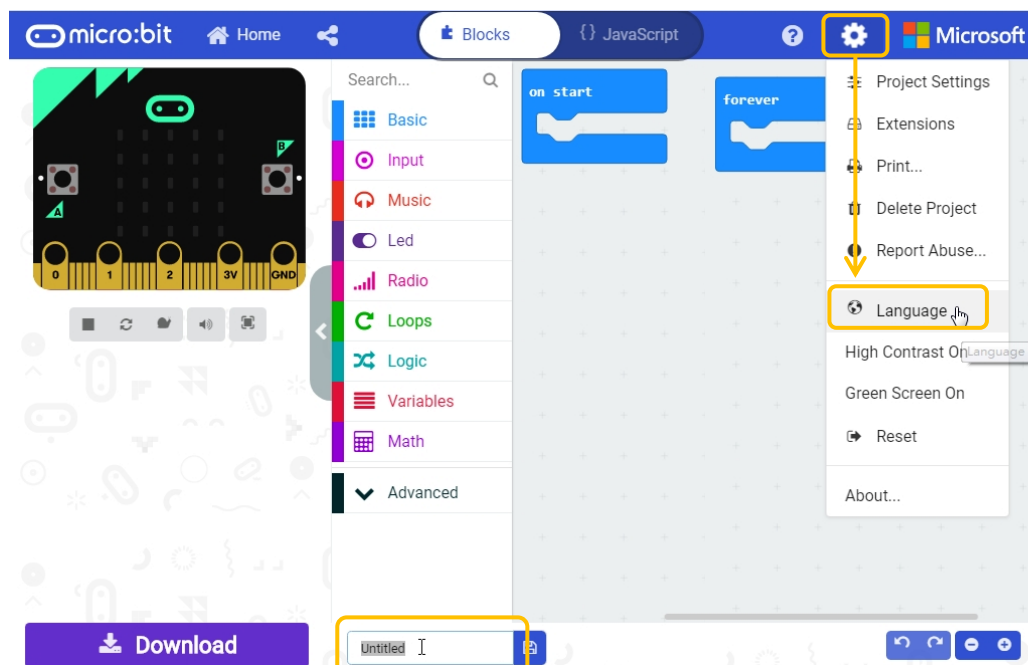 micro:bit Home Blocks {} JavaScript ? Microsoft
Search...
Basic
Input
Music
Led
Radio
Loops
Logic
Variables
Math
Advanced
on start
forever
Project Settings
Extensions
Print...
Delete Project
Report Abuse...
Language
Language
High Contrast On
Green Screen On
Reset
About...
B
A
0 1 2 3V GND
Download
Untitled